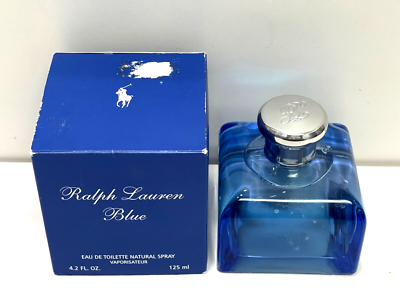 Ralph Lauren
Blue
EAU DE TOILETTE NATURAL SPRAY
VAPORISATEUR
4.2 FL. OZ. 125 ml